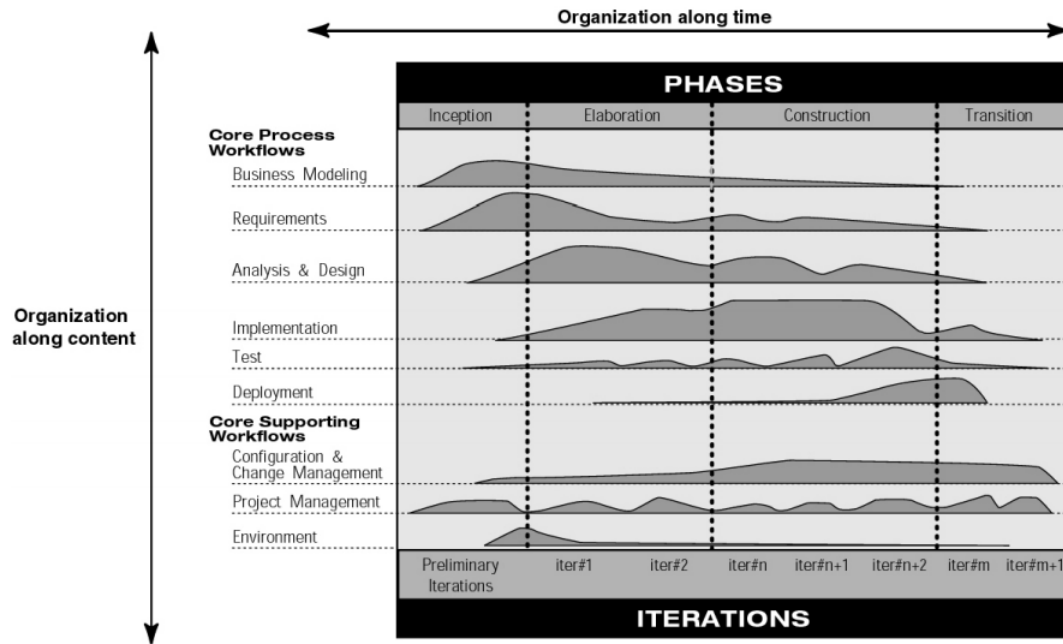 Organization along time
PHASES
Inception Elaboration Construction Transition
Core Process
Workflows
Business Modeling
Requirements
Analysis & Design
Organization
along content
Implementation
Test
Deployment
Core Supporting
Workflows
Configuration &
Change Management
Project Management
Environment
Preliminary
Iterations
iter#1 iter#2 iter#n iter#n+1 iter#n+2 iter#m iter#m+1
ITERATIONS